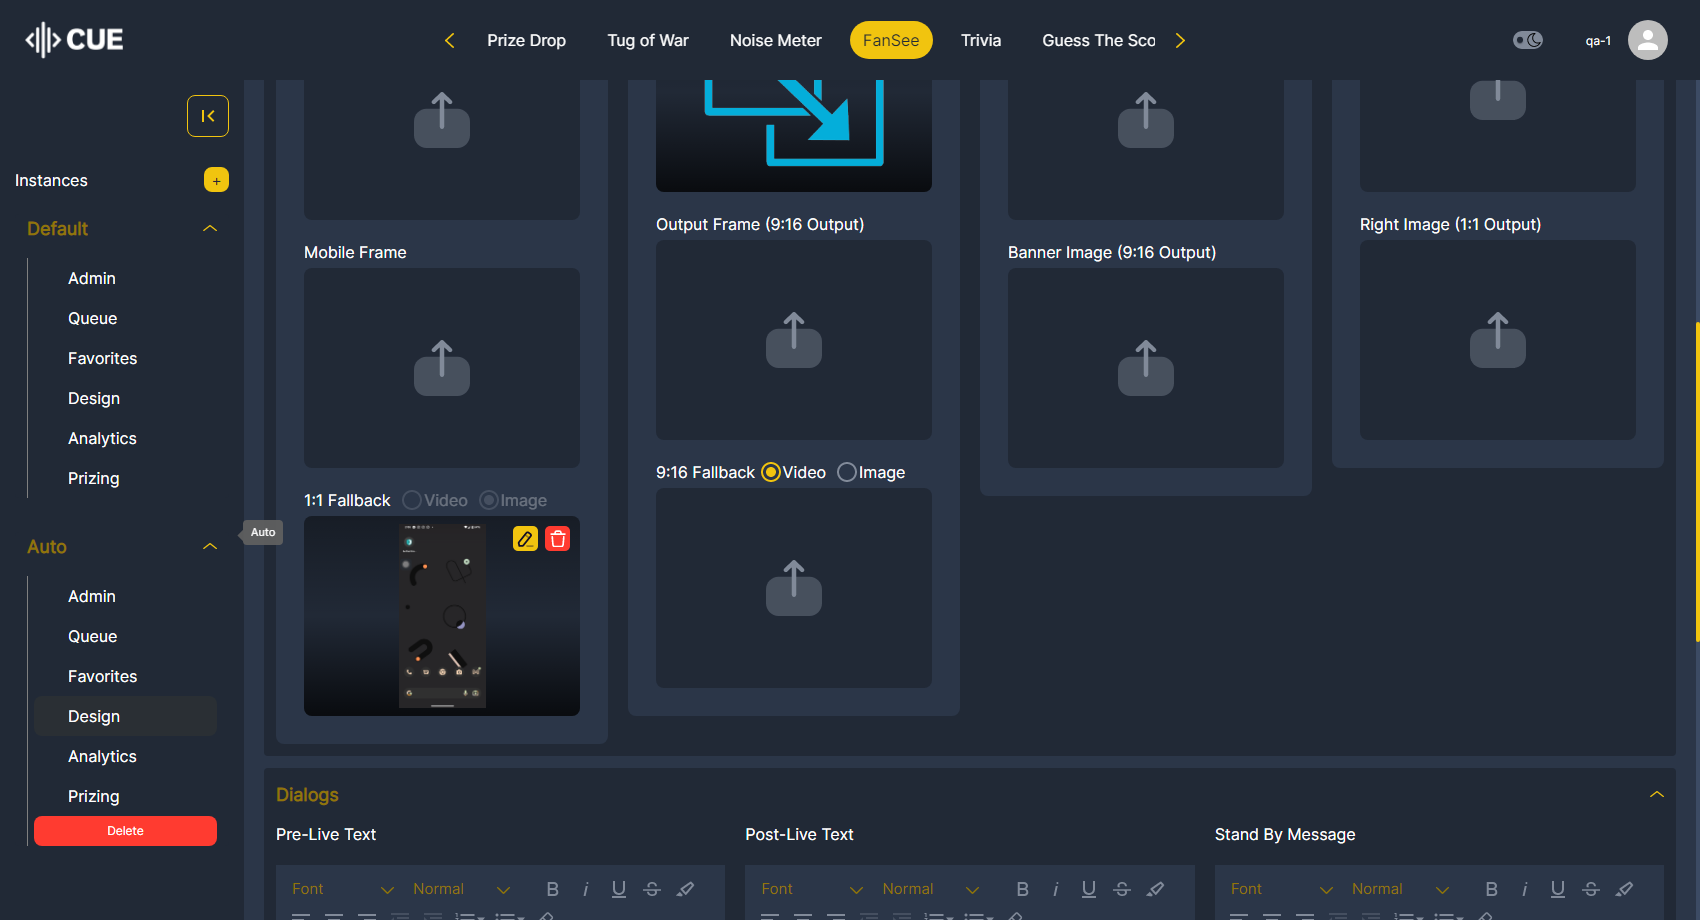 CUE
Prize Drop
Tug of War
Noise Meter
FanSee
Trivia
Guess The Sco
qa-1
Instances
+
Default
Admin
Queue
Favorites
Design
Analytics
Prizing
Auto
Auto
Admin
Queue
Favorites
Design
Analytics
Prizing
Delete
Mobile Frame
1:1 Fallback Video Image
Output Frame (9:16 Output)
9:16 Fallback Video Image
Banner Image (9:16 Output)
Right Image (1:1 Output)
Dialogs
Pre-Live Text
Font Normal B i U S
Post-Live Text
Font Normal B i U S
Stand By Message
Font Normal B i U S